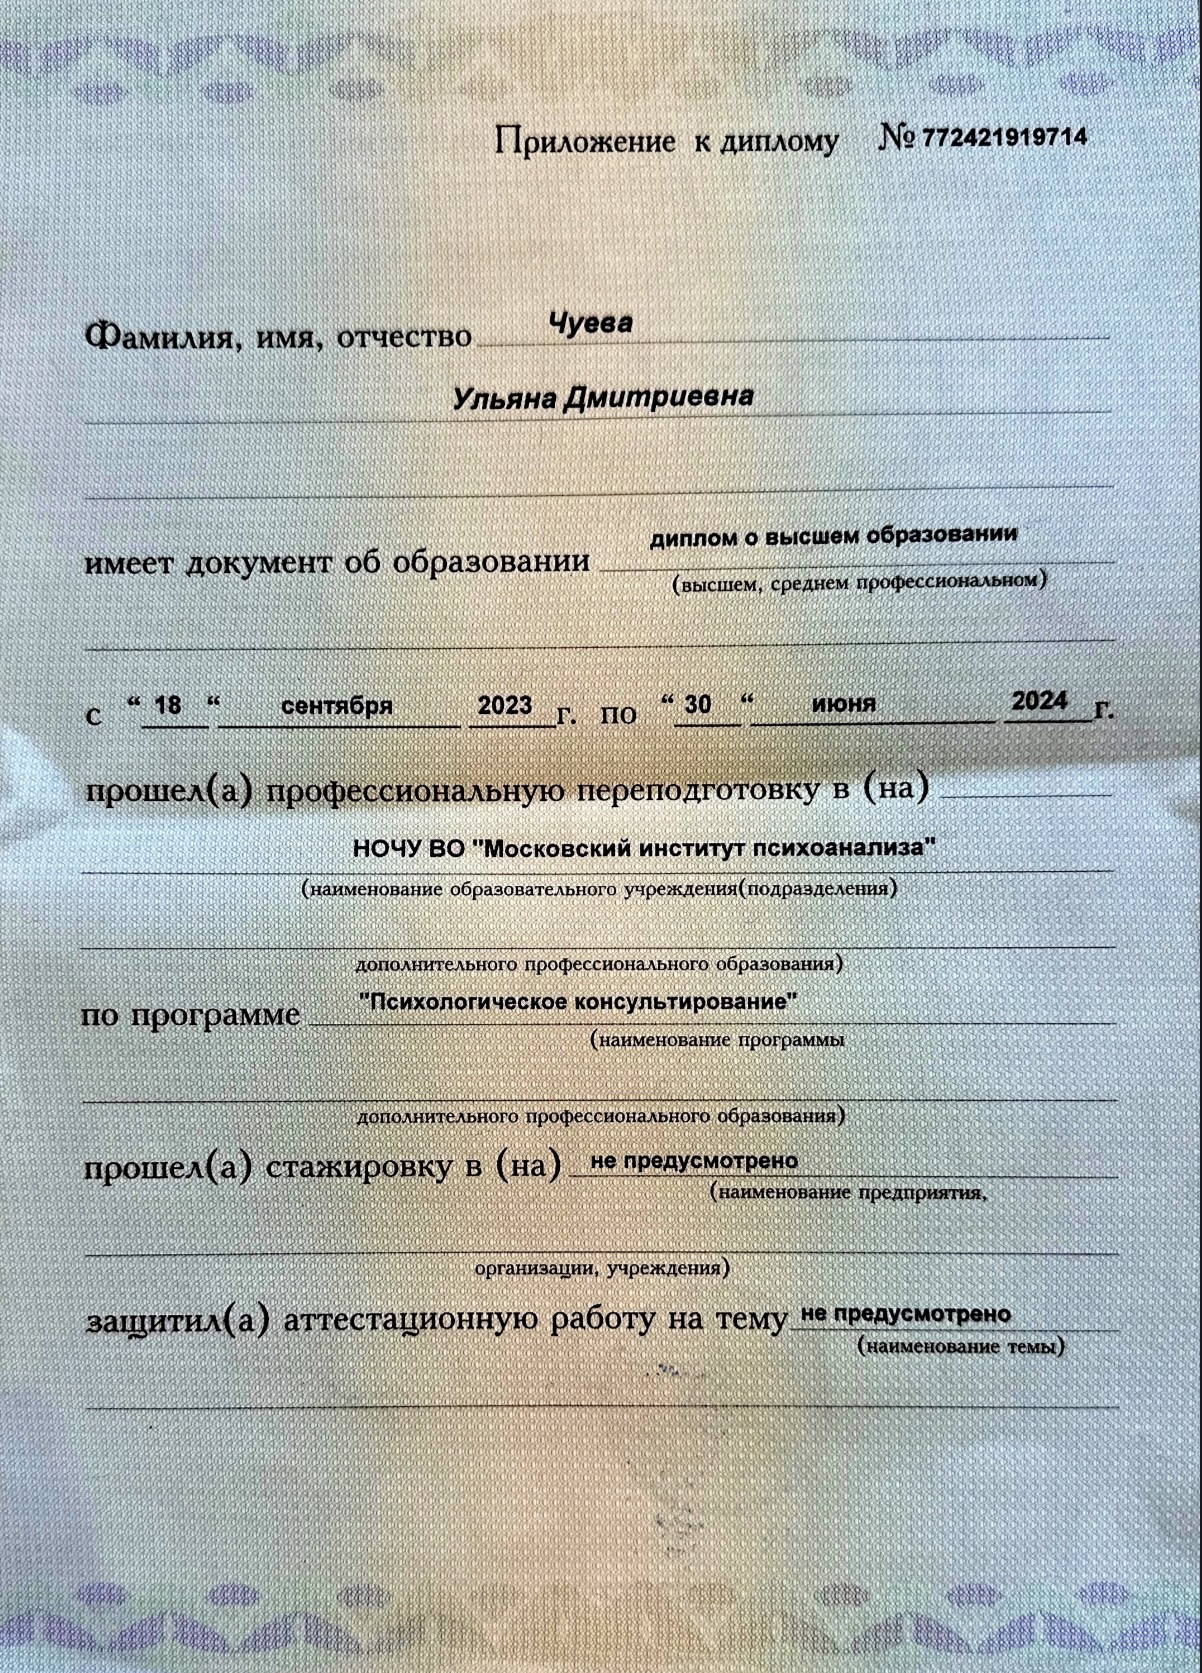 Приложение к диплому № 772421919714
Фамилия, имя, отчество Чуева
Ульяна Дмитриевна
имеет документ об образовании диплом о высшем образовании
(высшем, среднем профессиональном)
с “ 18 “ сентября 2023 г. по “ 30 “ июня 2024 г.
прошел(а) профессиональную переподготовку в (на)
НОЧУ ВО "Московский институт психоанализа"
(наименование образовательного учреждения(подразделения)
дополнительного профессионального образования)
по программе "Психологическое консультирование"
(наименование программы
дополнительного профессионального образования)
прошел(а) стажировку в (на) не предусмотрено
(наименование предприятия,
организации, учреждения)
защитил(а) аттестационную работу на тему не предусмотрено
(наименование темы)